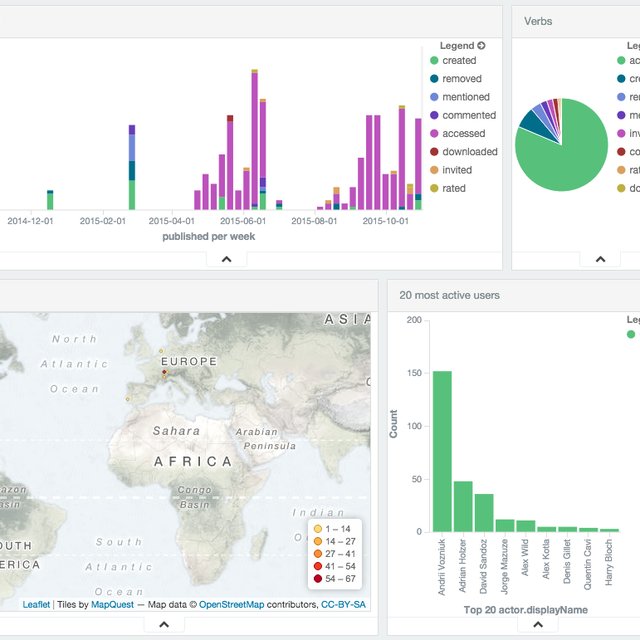 Verbs
Legend
created
removed
mentioned
commented
accessed
downloaded
invited
rated
2014-12-01 2015-02-01 2015-04-01 2015-06-01 2015-08-01 2015-10-01
published per week
Leg
ac
cre
rem
me
inv
co
rat
do
20 most active users
North
Atlantic
Ocean
ASIA
EUROPE
Sahara
Arabian
Peninsula
AFRICA
Congo
Basin
Indian
azon
asin
OUTH
ERICA
South
Atlantic
Ocean
1 – 14
14 – 27
27 – 41
41 – 54
54 – 67
Leaflet | Tiles by MapQuest — Map data © OpenStreetMap contributors, CC-BY-SA
Leg
200
150
100
50
0
Count
Andrii Vozniuk
Adrian Holzer
David Sandoz
Jorge Mazuze
Alex Wild
Alex Kotla
Denis Gillet
Quentin Cavi
Harry Bloch
Top 20 actor.displayName